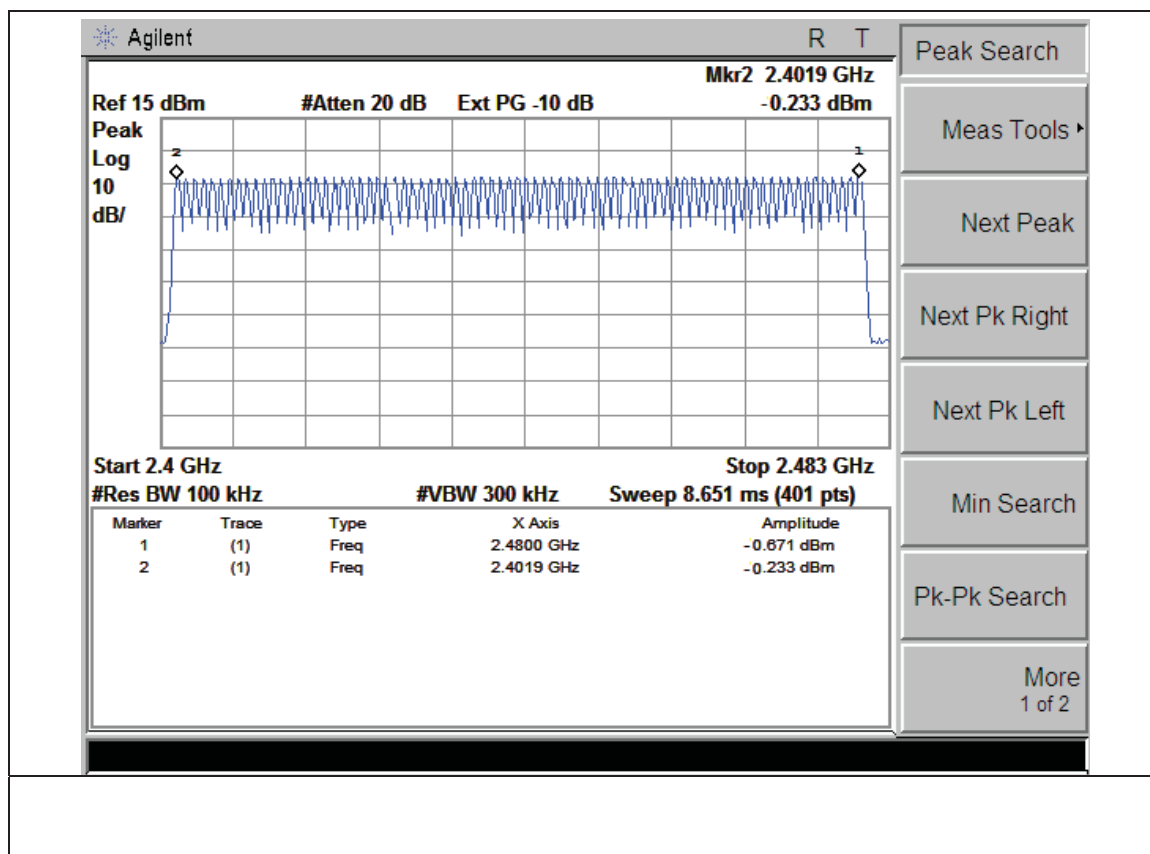 Agilent R T
Mkr2 2.4019 GHz
Ref 15 dBm #Atten 20 dB Ext PG -10 dB -0.233 dBm
Peak
Log
10
dB/
2
1
Start 2.4 GHz Stop 2.483 GHz
#Res BW 100 kHz #VBW 300 kHz Sweep 8.651 ms (401 pts)
Marker Trace Type X Axis Amplitude
1 (1) Freq 2.4800 GHz -0.671 dBm
2 (1) Freq 2.4019 GHz -0.233 dBm
Peak Search
Meas Tools
Next Peak
Next Pk Right
Next Pk Left
Min Search
Pk-Pk Search
More
1 of 2